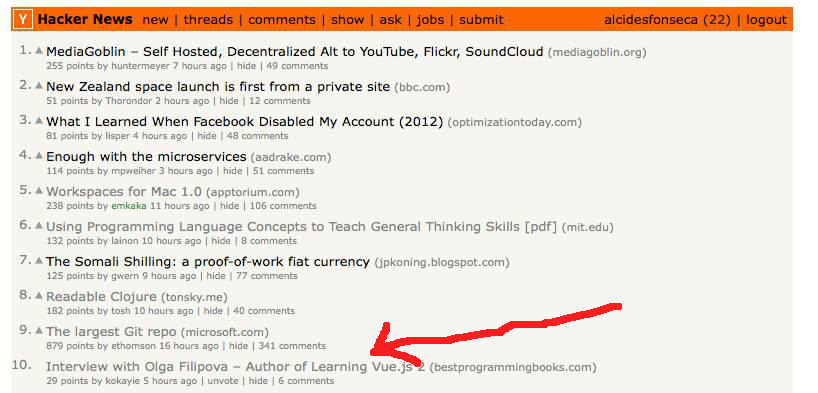 Y Hacker News new | threads | comments | show | ask | jobs | submit alcidesfonseca (22) | logout
1. MediaGoblin – Self Hosted, Decentralized Alt to YouTube, Flickr, SoundCloud (mediagoblin.org)
255 points by huntermeyer 7 hours ago | hide | 49 comments
2. New Zealand space launch is first from a private site (bbc.com)
51 points by Thorondor 2 hours ago | hide | 12 comments
3. What I Learned When Facebook Disabled My Account (2012) (optimizationtoday.com)
81 points by lisper 4 hours ago | hide | 48 comments
4. Enough with the microservices (aadrake.com)
114 points by mpweiher 3 hours ago | hide | 51 comments
5. Workspaces for Mac 1.0 (apptorium.com)
238 points by emkaka 11 hours ago | hide | 106 comments
6. Using Programming Language Concepts to Teach General Thinking Skills [pdf] (mit.edu)
132 points by lainon 10 hours ago | hide | 8 comments
7. The Somali Shilling: a proof-of-work fiat currency (jpkoning.blogspot.com)
125 points by gwern 9 hours ago | hide | 77 comments
8. Readable Clojure (tonsky.me)
182 points by tosh 10 hours ago | hide | 40 comments
9. The largest Git repo (microsoft.com)
879 points by ethomson 16 hours ago | hide | 341 comments
10. Interview with Olga Filipova – Author of Learning Vue.js 2 (bestprogrammingbooks.com)
29 points by kokayie 5 hours ago | unvote | hide | 6 comments